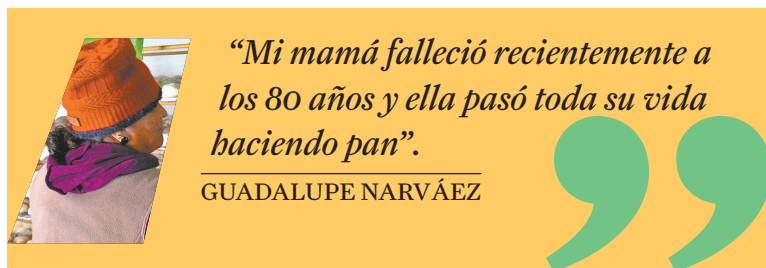 “Mi mamá falleció recientemente a
los 80 años y ella pasó toda su vida
haciendo pan”.
GUADALUPE NARVÁEZ